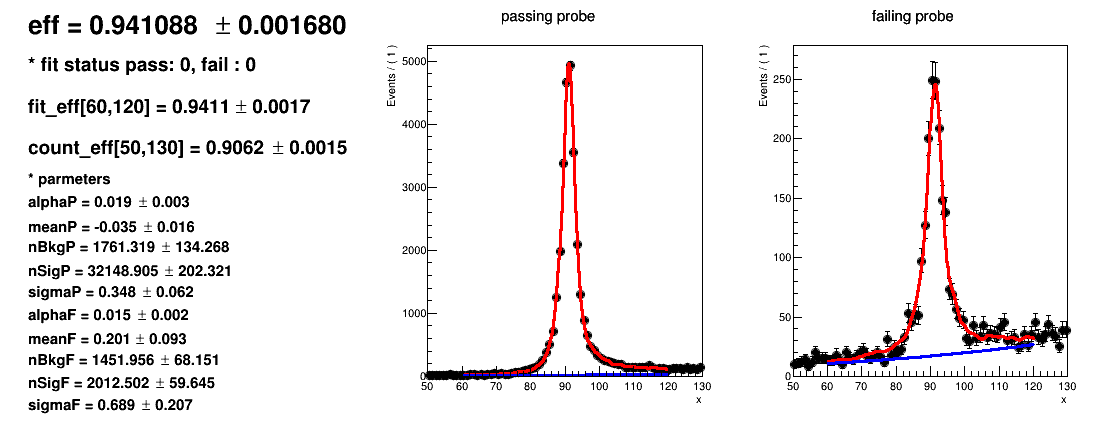 eff = 0.941088 ± 0.001680
* fit status pass: 0, fail : 0
fit_eff[60,120] = 0.9411 ± 0.0017
count_eff[50,130] = 0.9062 ± 0.0015
* parmeters
alphaP = 0.019 ± 0.003
meanP = -0.035 ± 0.016
nBkgP = 1761.319 ± 134.268
nSigP = 32148.905 ± 202.321
sigmaP = 0.348 ± 0.062
alphaF = 0.015 ± 0.002
meanF = 0.201 ± 0.093
nBkgF = 1451.956 ± 68.151
nSigF = 2012.502 ± 59.645
sigmaF = 0.689 ± 0.207
passing probe
Events / ( 1 )
5000
4000
3000
2000
1000
0
50 60 70 80 90 100 110 120 130
x
failing probe
Events / ( 1 )
250
200
150
100
50
0
50 60 70 80 90 100 110 120 130
x